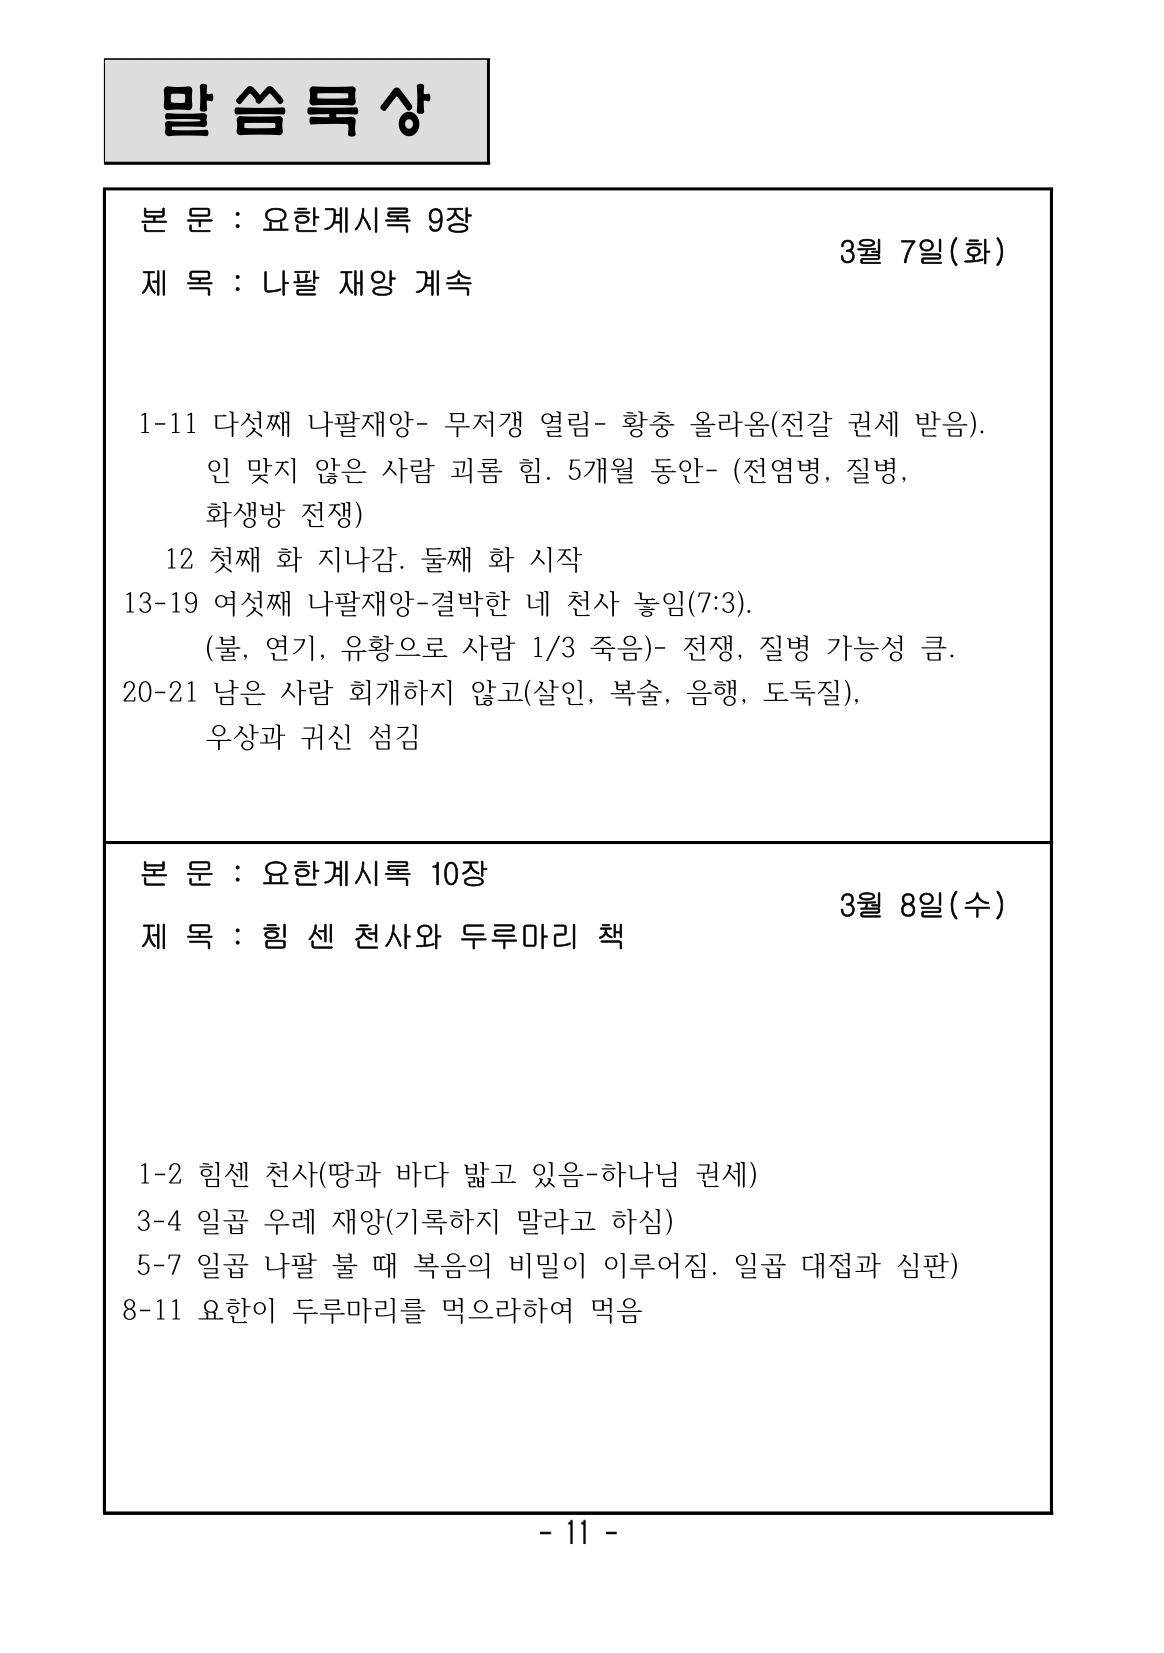 말씀묵상
본 문 : 요한계시록 9장
3월 7일(화)
제 목 : 나팔 재앙 계속
1-11 다섯째 나팔재앙- 무저갱 열림- 황충 올라옴(전갈 권세 받음).
인 맞지 않은 사람 괴롬 힘. 5개월 동안- (전염병, 질병,
화생방 전쟁)
12 첫째 화 지나감. 둘째 화 시작
13-19 여섯째 나팔재앙-결박한 네 천사 놓임(7:3).
(불, 연기, 유황으로 사람 1/3 죽음)- 전쟁, 질병 가능성 큼.
20-21 남은 사람 회개하지 않고(살인, 복술, 음행, 도둑질),
우상과 귀신 섬김
본 문 : 요한계시록 10장
3월 8일(수)
제 목 : 힘 센 천사와 두루마리 책
1-2 힘센 천사(땅과 바다 밟고 있음-하나님 권세)
3-4 일곱 우레 재앙(기록하지 말라고 하심)
5-7 일곱 나팔 불 때 복음의 비밀이 이루어짐. 일곱 대접과 심판)
8-11 요한이 두루마리를 먹으라하여 먹음
- 11 -